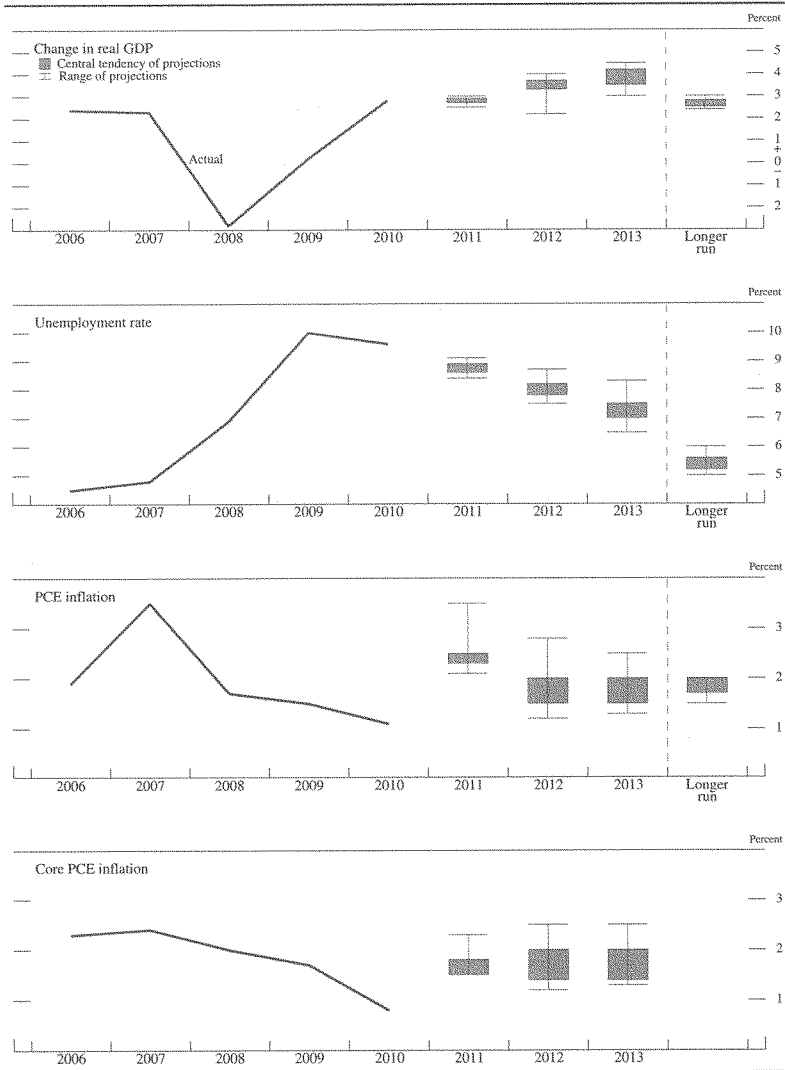 Percent
Change in real GDP
Central tendency of projections
Range of projections
Actual
5
4
3
2
1
+
0
–
1
2
2006 2007 2008 2009 2010 2011 2012 2013 Longer run
Percent
Unemployment rate
10
9
8
7
6
5
2006 2007 2008 2009 2010 2011 2012 2013 Longer run
Percent
PCE inflation
3
2
1
2006 2007 2008 2009 2010 2011 2012 2013 Longer run
Percent
Core PCE inflation
3
2
1
2006 2007 2008 2009 2010 2011 2012 2013